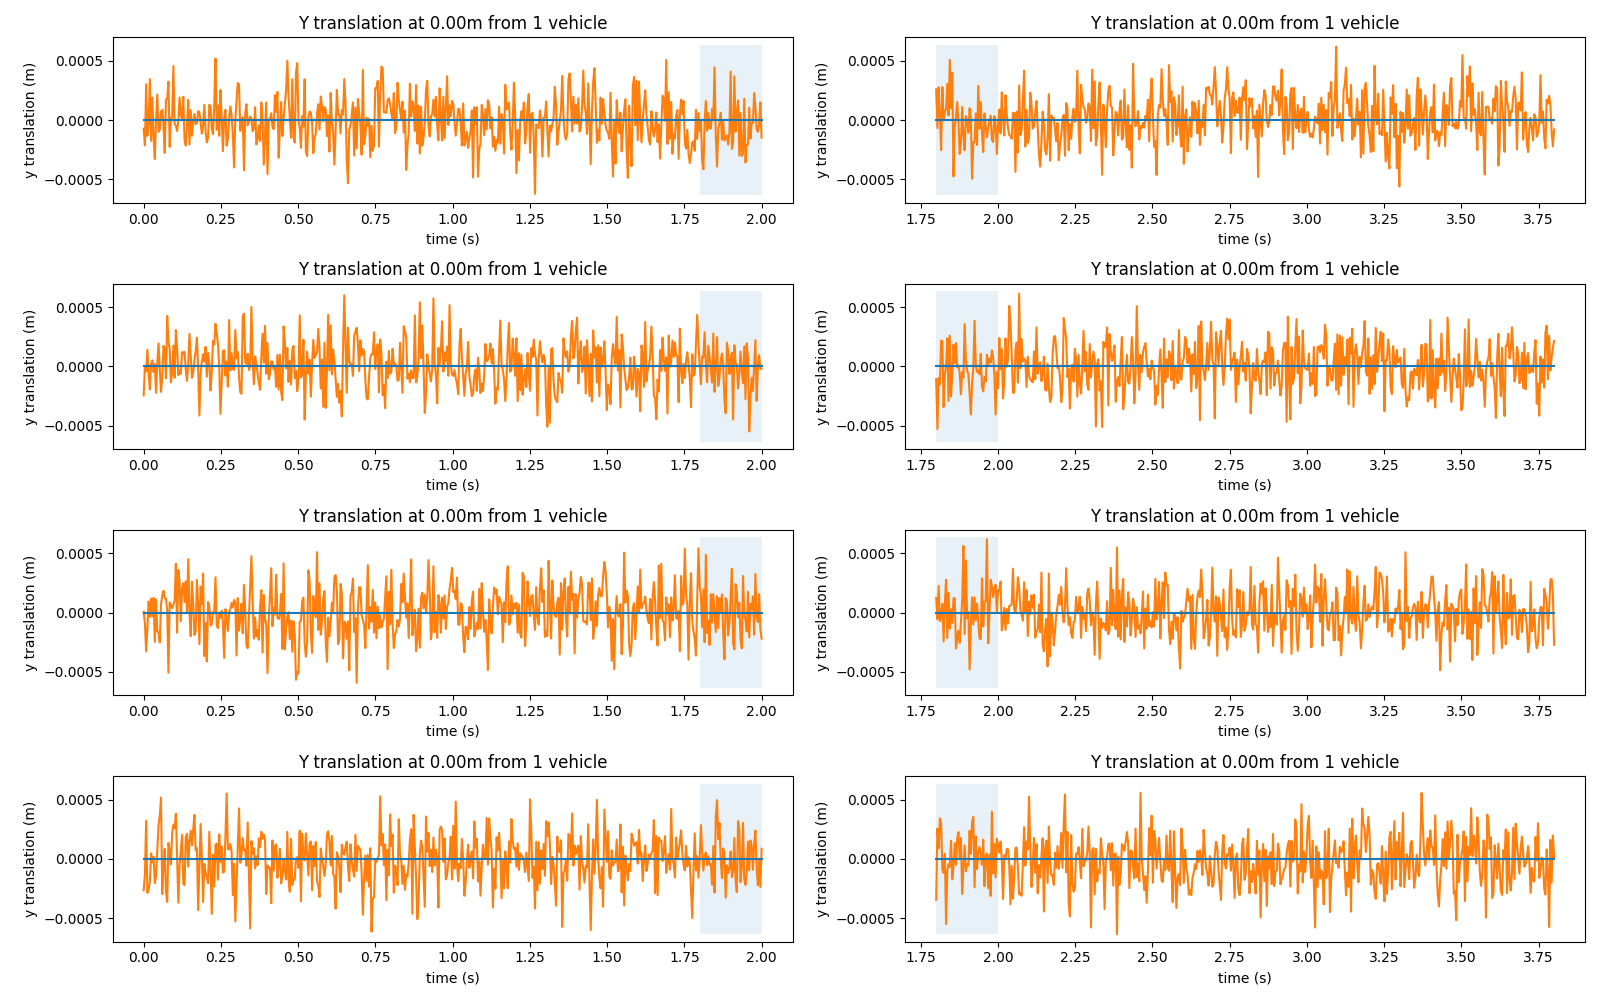 Y translation at 0.00m from 1 vehicle
y translation (m)
0.0005
0.0000
−0.0005
0.00 0.25 0.50 0.75 1.00 1.25 1.50 1.75 2.00
time (s)
Y translation at 0.00m from 1 vehicle
y translation (m)
0.0005
0.0000
−0.0005
1.75 2.00 2.25 2.50 2.75 3.00 3.25 3.50 3.75
time (s)
Y translation at 0.00m from 1 vehicle
y translation (m)
0.0005
0.0000
−0.0005
0.00 0.25 0.50 0.75 1.00 1.25 1.50 1.75 2.00
time (s)
Y translation at 0.00m from 1 vehicle
y translation (m)
0.0005
0.0000
−0.0005
1.75 2.00 2.25 2.50 2.75 3.00 3.25 3.50 3.75
time (s)
Y translation at 0.00m from 1 vehicle
y translation (m)
0.0005
0.0000
−0.0005
0.00 0.25 0.50 0.75 1.00 1.25 1.50 1.75 2.00
time (s)
Y translation at 0.00m from 1 vehicle
y translation (m)
0.0005
0.0000
−0.0005
1.75 2.00 2.25 2.50 2.75 3.00 3.25 3.50 3.75
time (s)
Y translation at 0.00m from 1 vehicle
y translation (m)
0.0005
0.0000
−0.0005
0.00 0.25 0.50 0.75 1.00 1.25 1.50 1.75 2.00
time (s)
Y translation at 0.00m from 1 vehicle
y translation (m)
0.0005
0.0000
−0.0005
1.75 2.00 2.25 2.50 2.75 3.00 3.25 3.50 3.75
time (s)